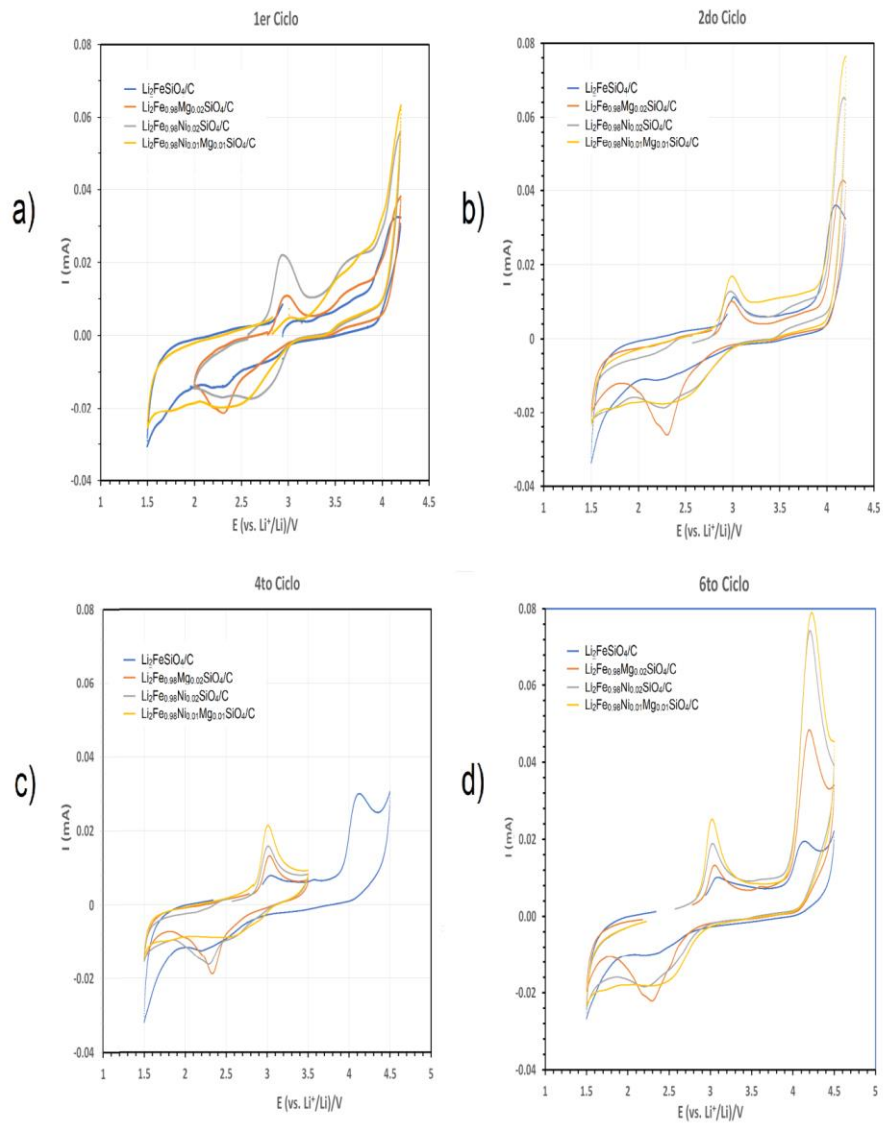 1er Ciclo
0.08
0.06
0.04
0.02
0.00
-0.02
-0.04
I (mA)
Li₂FeSiO₄/C
Li₂Fe₀.₉₈Mg₀.₀₂SiO₄/C
Li₂Fe₀.₉₈Ni₀.₀₂SiO₄/C
Li₂Fe₀.₉₈Ni₀.₀₁Mg₀.₀₁SiO₄/C
a)
1 1.5 2 2.5 3 3.5 4 4.5
E (vs. Li⁺/Li)/V
2do Ciclo
0.08
0.06
0.04
0.02
0
-0.02
-0.04
I (mA)
Li₂FeSiO₄/C
Li₂Fe₀.₉₈Mg₀.₀₂SiO₄/C
Li₂Fe₀.₉₈Ni₀.₀₂SiO₄/C
Li₂Fe₀.₉₈Ni₀.₀₁Mg₀.₀₁SiO₄/C
b)
1 1.5 2 2.5 3 3.5 4 4.5
E (vs. Li⁺/Li)/V
4to Ciclo
0.08
0.06
0.04
0.02
0
-0.02
-0.04
I (mA)
Li₂FeSiO₄/C
Li₂Fe₀.₉₈Mg₀.₀₂SiO₄/C
Li₂Fe₀.₉₈Ni₀.₀₂SiO₄/C
Li₂Fe₀.₉₈Ni₀.₀₁Mg₀.₀₁SiO₄/C
c)
1 1.5 2 2.5 3 3.5 4 4.5 5
E (vs. Li⁺/Li)/V
6to Ciclo
0.08
0.06
0.04
0.02
0.00
-0.02
-0.04
I (mA)
Li₂FeSiO₄/C
Li₂Fe₀.₉₈Mg₀.₀₂SiO₄/C
Li₂Fe₀.₉₈Ni₀.₀₂SiO₄/C
Li₂Fe₀.₉₈Ni₀.₀₁Mg₀.₀₁SiO₄/C
d)
1 1.5 2 2.5 3 3.5 4 4.5 5
E (vs. Li⁺/Li)/V